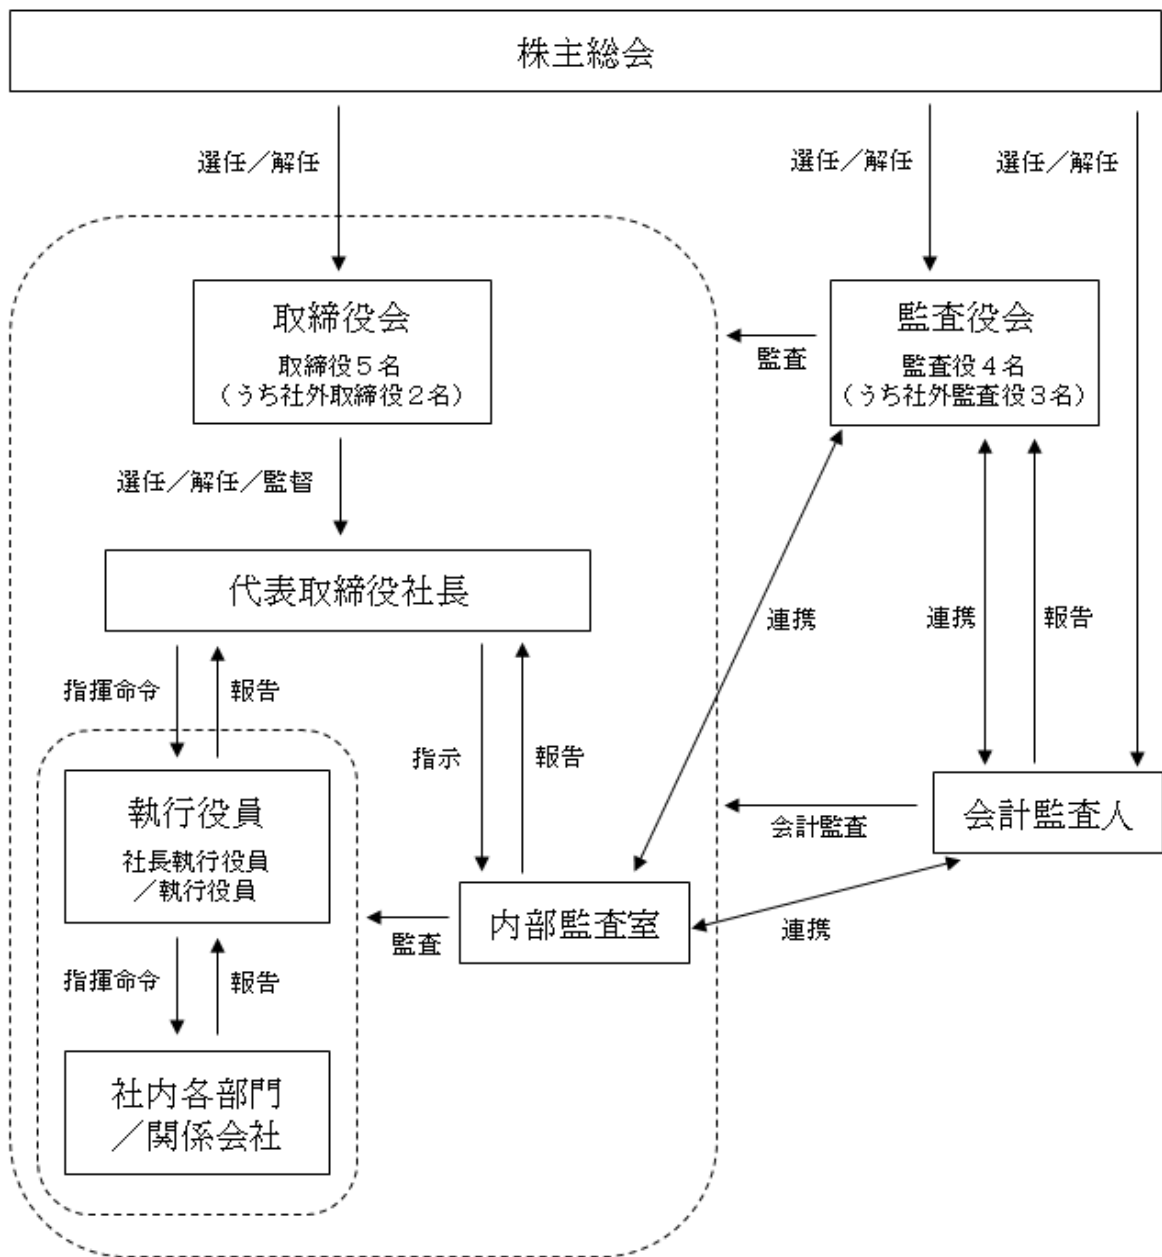 株主総会
選任／解任
選任／解任
選任／解任
取締役会
取締役５名
（うち社外取締役２名）
監査
監査役会
監査役４名
（うち社外監査役３名）
選任／解任／監督
代表取締役社長
連携
連携
報告
指揮命令
報告
指示
報告
執行役員
社長執行役員
／執行役員
会計監査
会計監査人
監査
内部監査室
連携
指揮命令
報告
社内各部門
／関係会社